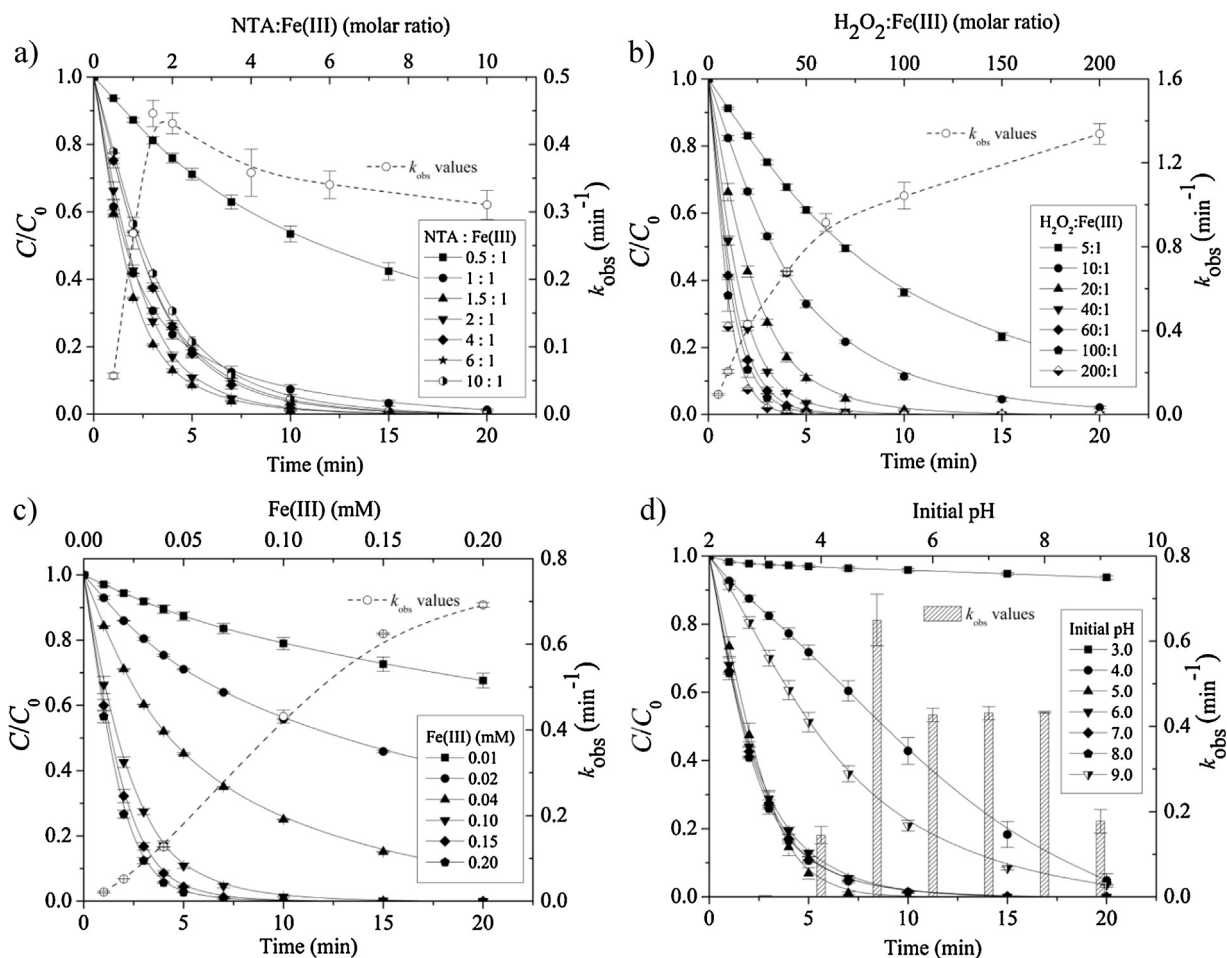 a)
NTA:Fe(III) (molar ratio)
0 2 4 6 8 10
1.0 0.8 0.6 0.4 0.2 0.0
C/C0
0.5 0.4 0.3 0.2 0.1 0.0
kobs (min-1)
kobs values
NTA : Fe(III)
0.5 : 1
1 : 1
1.5 : 1
2 : 1
4 : 1
6 : 1
10 : 1
0 5 10 15 20
Time (min)
b)
H2O2:Fe(III) (molar ratio)
0 50 100 150 200
1.0 0.8 0.6 0.4 0.2 0.0
C/C0
1.6 1.2 0.8 0.4 0.0
kobs (min-1)
kobs values
H2O2:Fe(III)
5:1
10:1
20:1
40:1
60:1
100:1
200:1
0 5 10 15 20
Time (min)
c)
Fe(III) (mM)
0.00 0.05 0.10 0.15 0.20
1.0 0.8 0.6 0.4 0.2 0.0
C/C0
0.8 0.6 0.4 0.2 0.0
kobs (min-1)
kobs values
Fe(III) (mM)
0.01
0.02
0.04
0.10
0.15
0.20
0 5 10 15 20
Time (min)
d)
Initial pH
2 4 6 8 10
1.0 0.8 0.6 0.4 0.2 0.0
C/C0
0.8 0.6 0.4 0.2 0.0
kobs (min-1)
kobs values
Initial pH
3.0
4.0
5.0
6.0
7.0
8.0
9.0
0 5 10 15 20
Time (min)